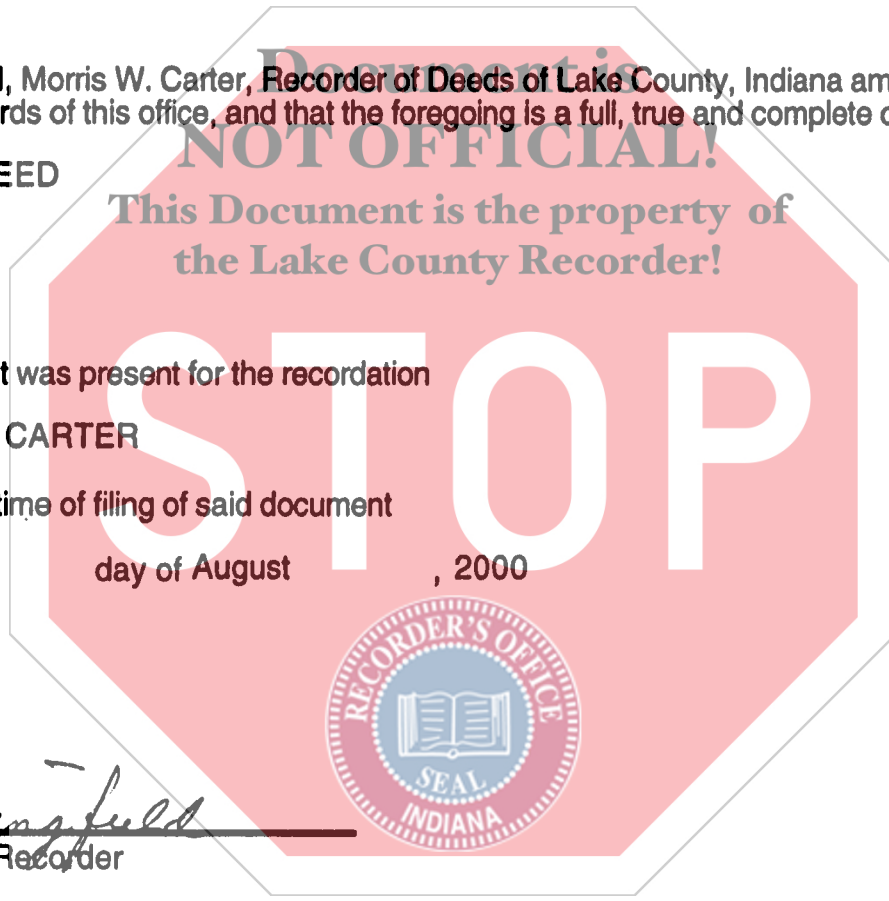 Document is
I, Morris W. Carter, Recorder of Deeds of Lake County, Indiana am
rds of this office, and that the foregoing is a full, true and complete
NOT OFFICIAL!
EED
This Document is the property of
the Lake County Recorder!
STOP
t was present for the recordation
CARTER
time of filing of said document
day of August , 2000
RECORDER'S OFFICE
SEAL
INDIANA
Recorder